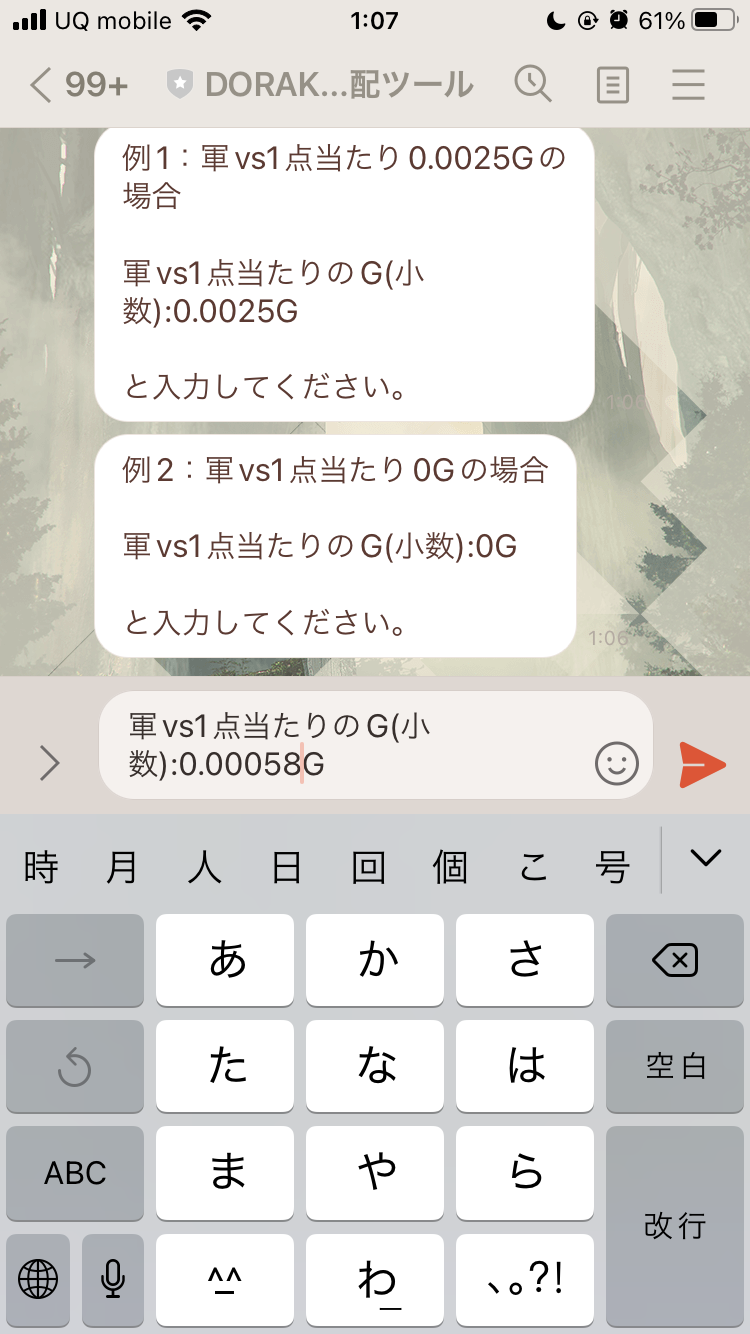 UQ mobile 1:07 61%
99+ DORAK...配ツール
例1：軍vs1点当たり0.0025Gの
場合
軍vs1点当たりのG(小
数):0.0025G
と入力してください。
1:06
例2：軍vs1点当たり0Gの場合
軍vs1点当たりのG(小数):0G
と入力してください。
1:06
軍vs1点当たりのG(小
数):0.00058G
時 月 人 日 回 個 こ 号
→ あ か さ
た な は 空白
ABC ま や ら 改行
^_^ わ_ 、。?!